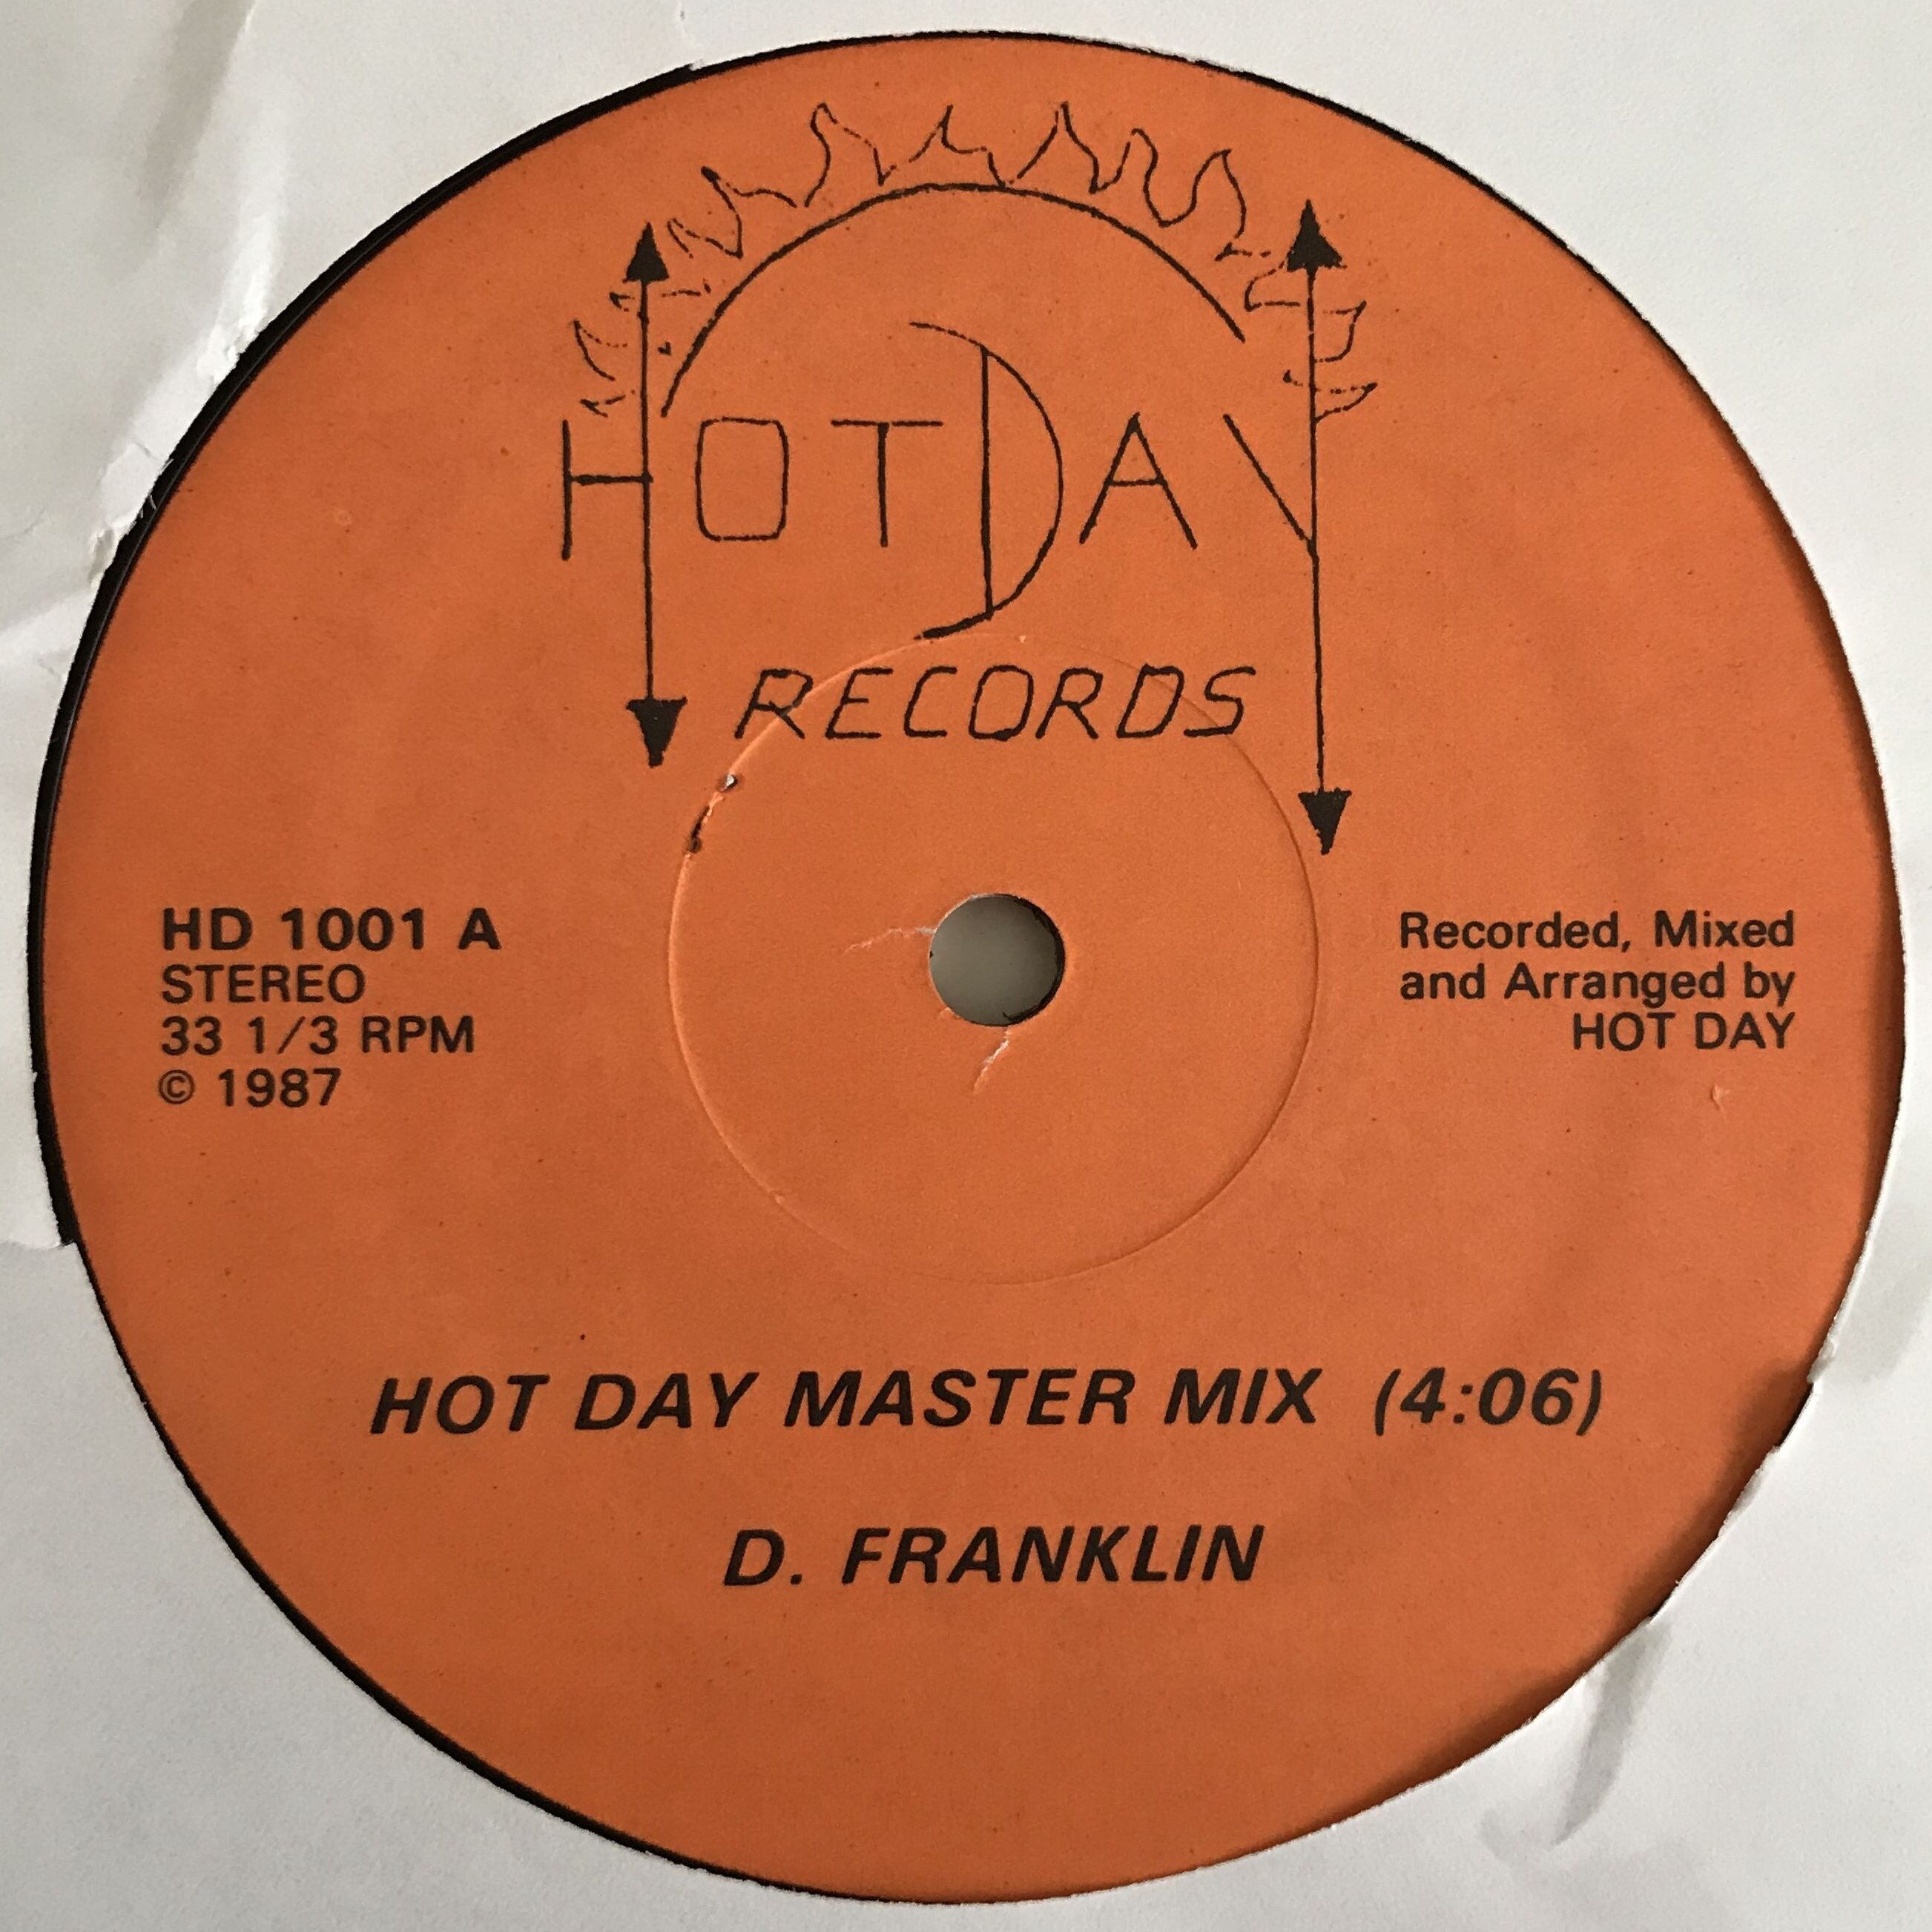 HOT DAY
RECORDS
HD 1001 A
STEREO
33 1/3 RPM
© 1987
Recorded, Mixed
and Arranged by
HOT DAY
HOT DAY MASTER MIX (4:06)
D. FRANKLIN